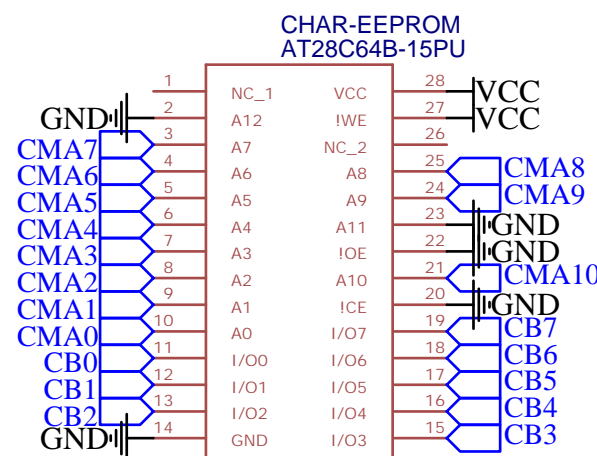 CHAR-EEPROM
AT28C64B-15PU
1 NC_1 VCC 28 VCC
GND 2 A12 !WE 27 VCC
CMA7 3 A7 NC_2 26
CMA6 4 A6 A8 25 CMA8
CMA5 5 A5 A9 24 CMA9
CMA4 6 A4 A11 23 GND
CMA3 7 A3 !OE 22 GND
CMA2 8 A2 A10 21 CMA10
CMA1 9 A1 !CE 20 GND
CMA0 10 A0 I/O7 19 CB7
CB0 11 I/O0 I/O6 18 CB6
CB1 12 I/O1 I/O5 17 CB5
CB2 13 I/O2 I/O4 16 CB4
GND 14 GND I/O3 15 CB3